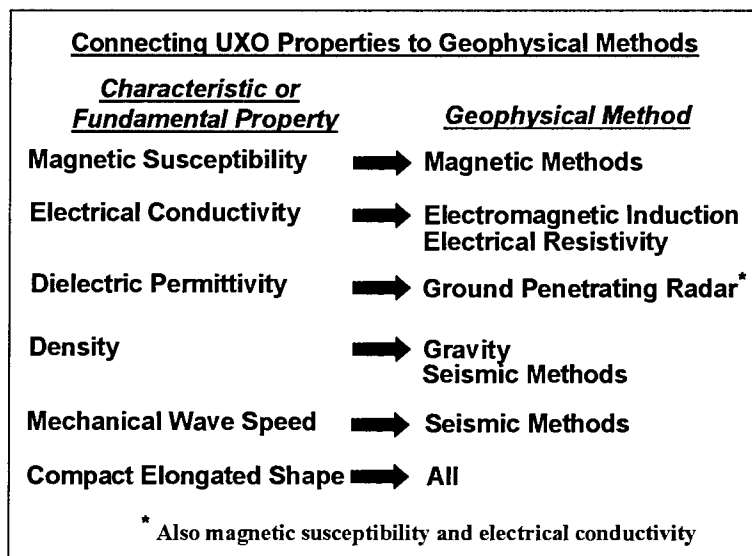 Connecting UXO Properties to Geophysical Methods
Characteristic or
Fundamental Property
Geophysical Method
Magnetic Susceptibility
Magnetic Methods
Electrical Conductivity
Electromagnetic Induction
Electrical Resistivity
Dielectric Permittivity
Ground Penetrating Radar*
Density
Gravity
Seismic Methods
Mechanical Wave Speed
Seismic Methods
Compact Elongated Shape
All
* Also magnetic susceptibility and electrical conductivity